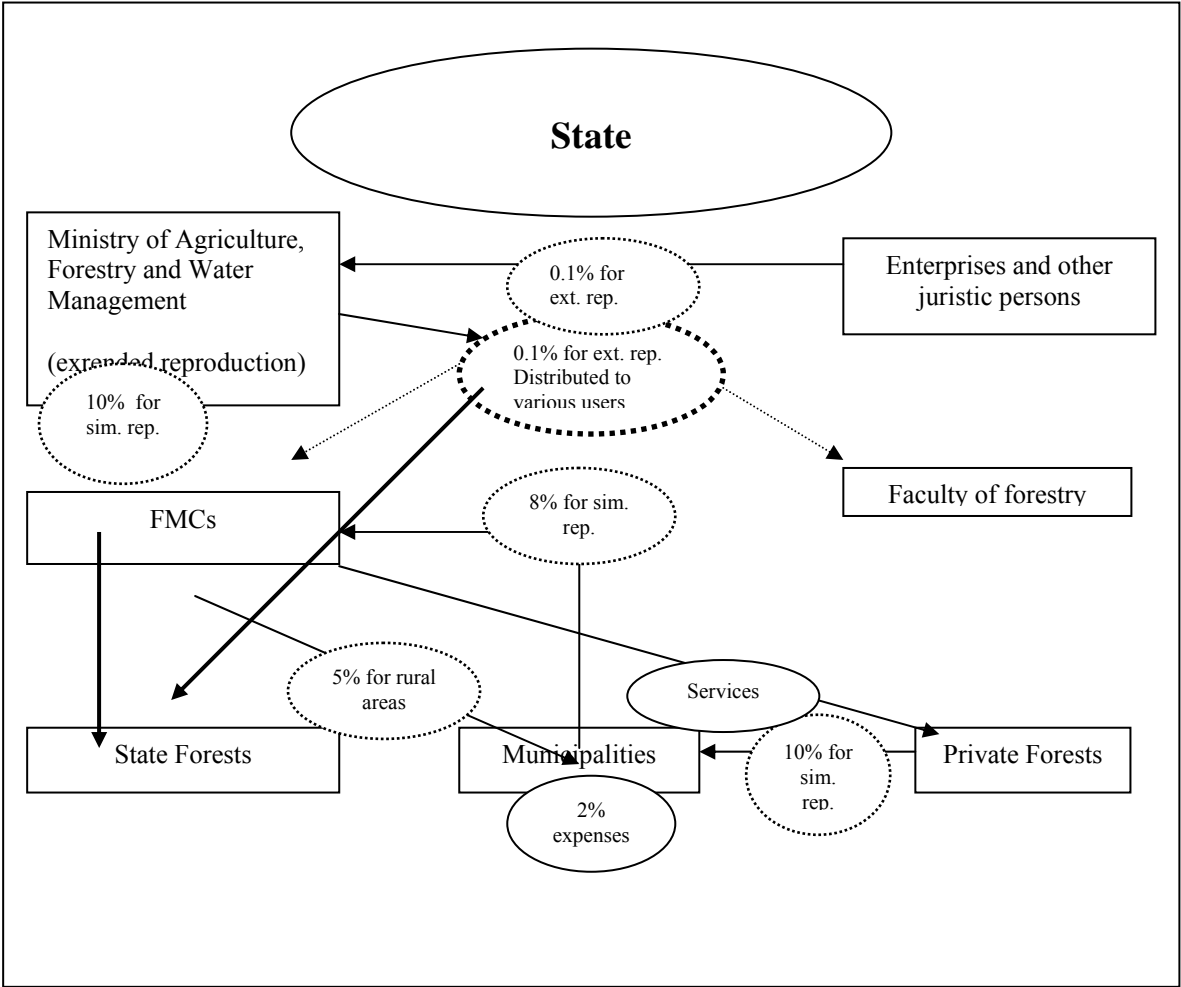 State
Ministry of Agriculture,
Forestry and Water
Management
(exrended reproduction)
0.1% for
ext. rep.
Enterprises and other
juristic persons
0.1% for ext. rep.
Distributed to
various users
10% for
sim. rep.
8% for sim.
rep.
Faculty of forestry
FMCs
5% for rural
areas
Services
State Forests
Municipalities
10% for
sim.
rep.
Private Forests
2%
expenses